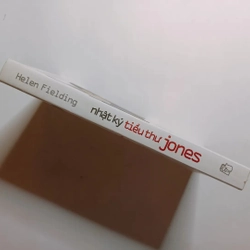 Helen Fielding
nhật ký tiểu thư jones